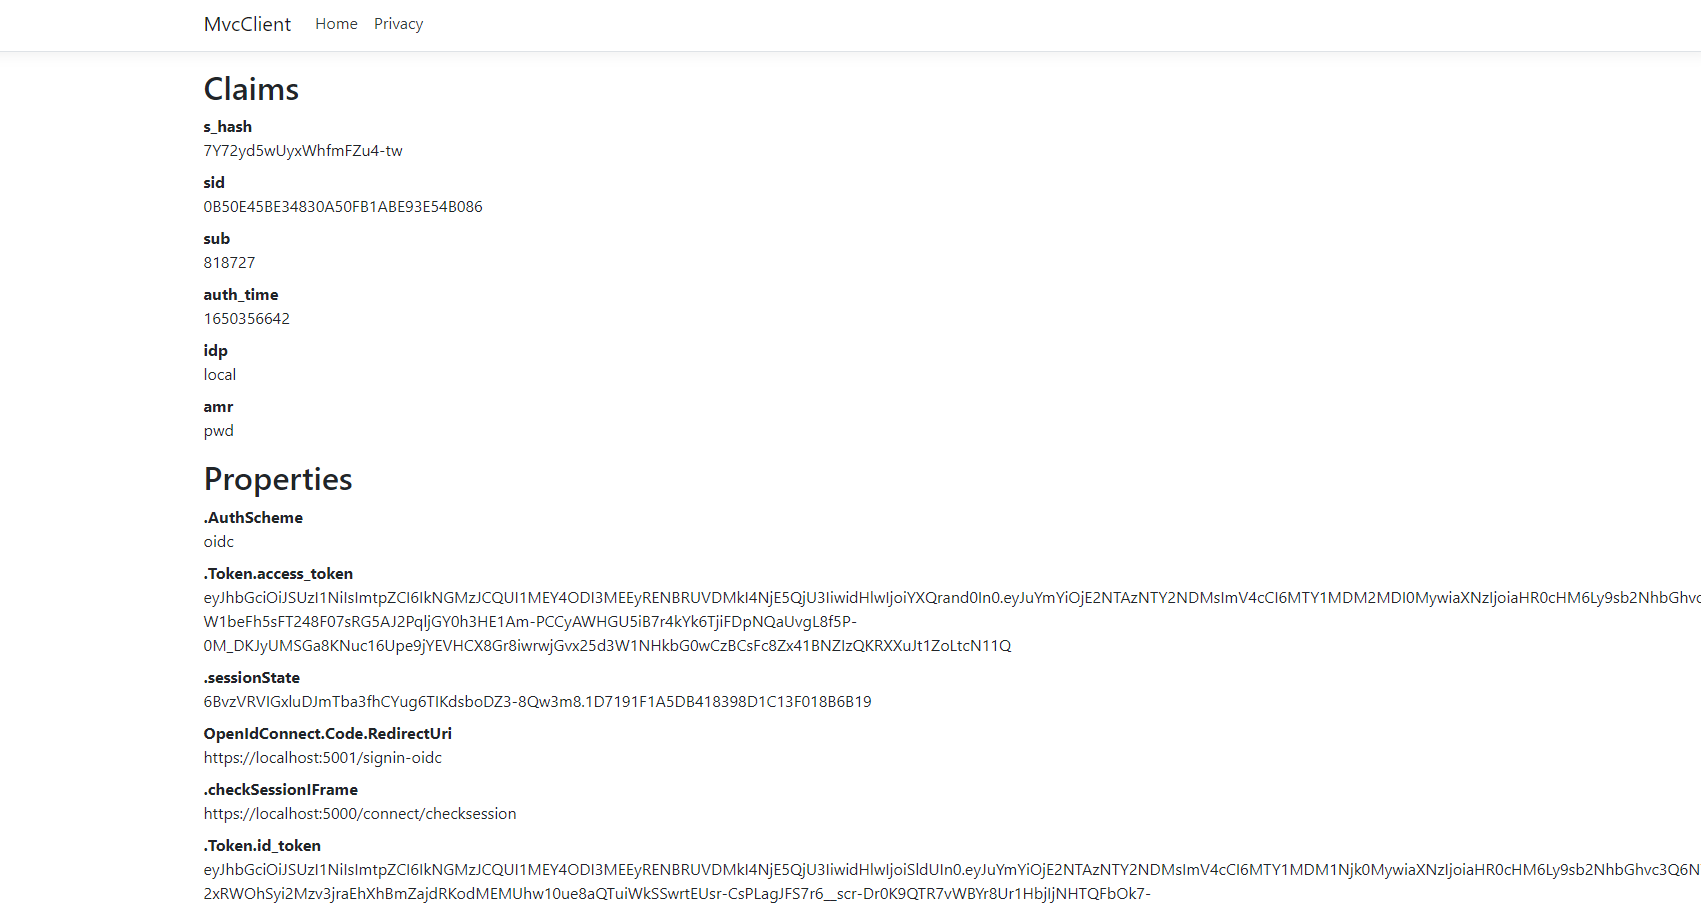 MvcClient Home Privacy
Claims
s_hash
7Y72yd5wUyxWhfmFZu4-tw
sid
0B50E45BE34830A50FB1ABE93E54B086
sub
818727
auth_time
1650356642
idp
local
amr
pwd
Properties
.AuthScheme
oidc
.Token.access_token
eyJhbGciOiJSUzI1NiIsImtpZCI6IkNGMzJCQUI1MEY4ODI3MEEyRENBRUVDMkI4NjE5QjU3IiwidHlwIjoiYXQrand0In0.eyJuYmYiOjE2NTAzNTY2NDMsImV4cCI6MTY1MDM2MDI0MywiaXNzIjoiaHR0cHM6Ly9sb2NhbGhvc
W1beFh5sFT248F07sRG5AJ2PqljGY0h3HE1Am-PCCyAWHGU5iB7r4kYk6TjiFDpNQaUvgL8f5P-
0M_DKJyUMSGa8KNuc16Upe9jYEVHCX8Gr8iwrwjGvx25d3W1NHkbG0wCzBCsFc8Zx41BNZIzQKRXXuJt1ZoLtcN11Q
.sessionState
6BvzVRVIGxluDJmTba3fhCYug6TIKdsboDZ3-8Qw3m8.1D7191F1A5DB418398D1C13F018B6B19
OpenIdConnect.Code.RedirectUri
https://localhost:5001/signin-oidc
.checkSessionIFrame
https://localhost:5000/connect/checksession
.Token.id_token
eyJhbGciOiJSUzI1NiIsImtpZCI6IkNGMzJCQUI1MEY4ODI3MEEyRENBRUVDMkI4NjE5QjU3IiwidHlwIjoiSldUIn0.eyJuYmYiOjE2NTAzNTY2NDMsImV4cCI6MTY1MDM1Njk0MywiaXNzIjoiaHR0cHM6Ly9sb2NhbGhvc3Q6N
2xRWOhSyi2Mzv3jraEhXhBmZajdRKodMEMUhw10ue8aQTuiWkSSwrtEUsr-CsPLagJFS7r6__scr-Dr0K9QTR7vWBYr8Ur1HbjIjNHTQFbOk7-